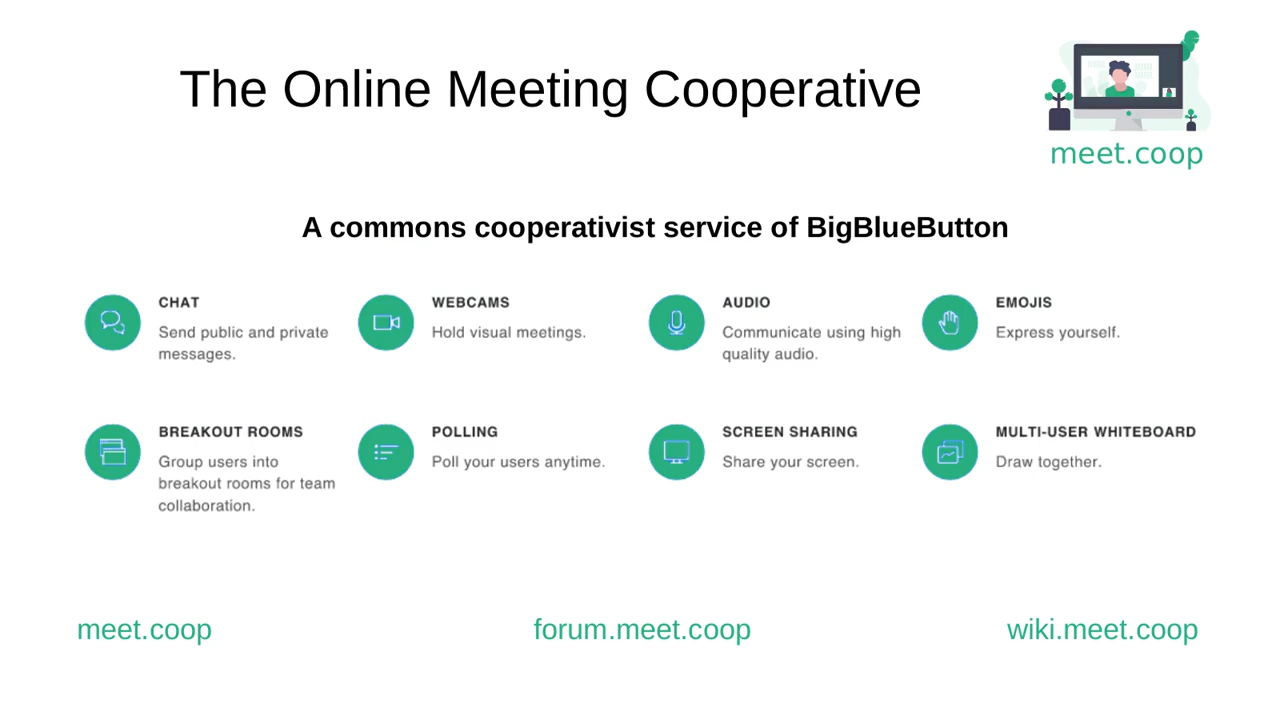 The Online Meeting Cooperative
meet.coop
A commons cooperativist service of BigBlueButton
CHAT
Send public and private
messages.
WEBCAMS
Hold visual meetings.
AUDIO
Communicate using high
quality audio.
EMOJIS
Express yourself.
BREAKOUT ROOMS
Group users into
breakout rooms for team
collaboration.
POLLING
Poll your users anytime.
SCREEN SHARING
Share your screen.
MULTI-USER WHITEBOARD
Draw together.
meet.coop
forum.meet.coop
wiki.meet.coop